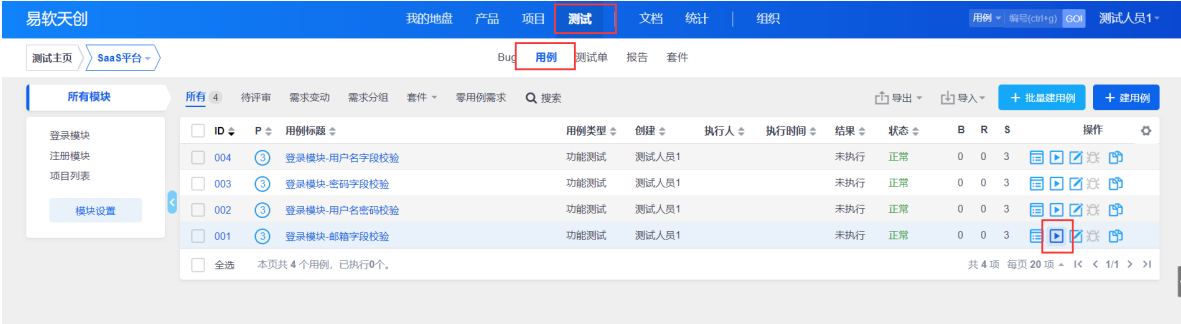 易软天创 我的地盘 产品 项目 测试 文档 统计 组织 用例 编号(ctrl+g) GO! 测试人员1
测试主页 SaaS平台 Bug 用例 测试单 报告 套件
所有模块 所有 4 待评审 需求变动 需求分组 套件 零用例需求 搜索 导出 导入 + 批量建用例 + 建用例
登录模块
注册模块
项目列表
模块设置
ID P 用例标题 用例类型 创建 执行人 执行时间 结果 状态 B R S 操作
004 3 登录模块-用户名字段校验 功能测试 测试人员1 未执行 正常 0 0 3
003 3 登录模块-密码字段校验 功能测试 测试人员1 未执行 正常 0 0 3
002 3 登录模块-用户名密码校验 功能测试 测试人员1 未执行 正常 0 0 3
001 3 登录模块-邮箱字段校验 功能测试 测试人员1 未执行 正常 0 0 3
全选 本页共 4 个用例，已执行0个。 共 4 项 每页 20 项 1/1